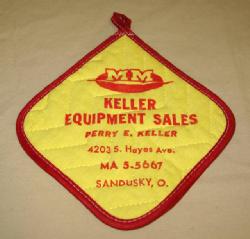 MM
KELLER
EQUIPMENT SALES
PERRY E. KELLER
4203 S. Hayes Ave.
MA 5-5667
SANDUSKY, O.